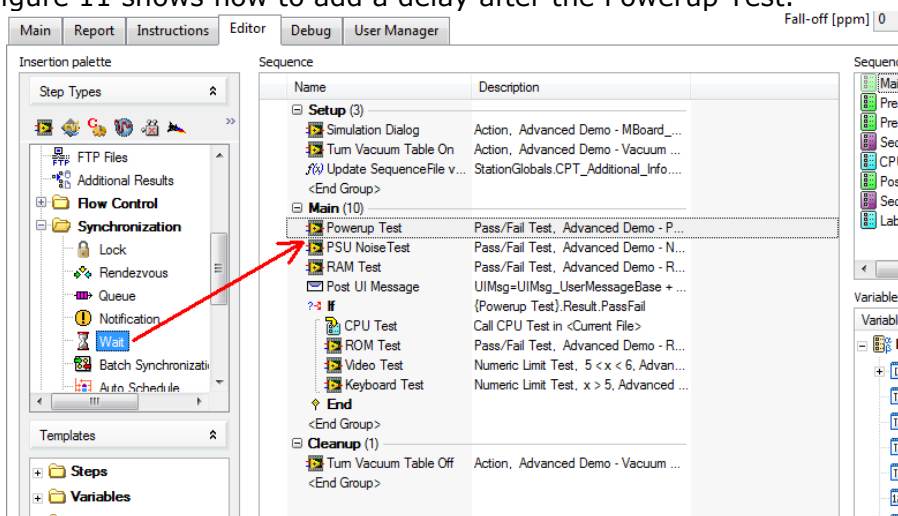 igure 11 shows how to add a delay after the Powerup Test.
Fall-off [ppm] 0
Main Report Instructions Editor Debug User Manager
Insertion palette
Step Types
FTP Files
Additional Results
Flow Control
Synchronization
Lock
Rendezvous
Queue
Notification
Wait
Batch Synchronizati
Auto Schedule
Templates
Steps
Variables
Sequence
Name Description
Setup (3)
Simulation Dialog Action, Advanced Demo - MBoard_...
Turn Vacuum Table On Action, Advanced Demo - Vacuum ...
f(x) Update SequenceFile v... StationGlobals.CPT_Additional_Info....
<End Group>
Main (10)
Powerup Test Pass/Fail Test, Advanced Demo - P...
PSU NoiseTest Pass/Fail Test, Advanced Demo - N...
RAM Test Pass/Fail Test, Advanced Demo - R...
Post UI Message UIMsg=UIMsg_UserMessageBase + ...
If {Powerup Test}.Result.PassFail
CPU Test Call CPU Test in <Current File>
ROM Test Pass/Fail Test, Advanced Demo - R...
Video Test Numeric Limit Test, 5 < x < 6, Advan...
Keyboard Test Numeric Limit Test, x > 5, Advanced ...
End
<End Group>
Cleanup (1)
Turn Vacuum Table Off Action, Advanced Demo - Vacuum ...
<End Group>
Sequenc
Mai
Pre
Pre
Sec
CPU
Pos
Sec
Lab
Variable
Variabl